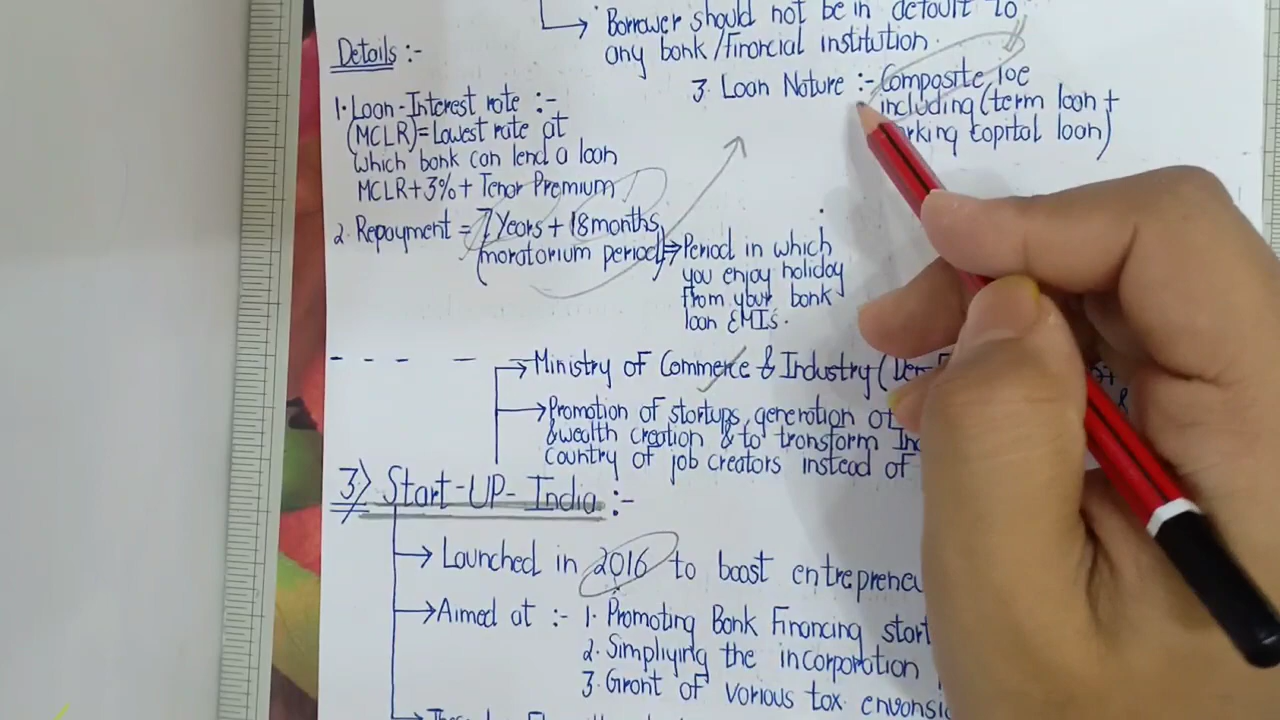 Borrower should not be in default to
any bank/financial institution.
Details :-
1. Loan-Interest rate :-
(MCLR) = Lowest rate at
which bank can lend a loan
MCLR+3%+ Tenor Premium
2. Repayment = 7 Years + 18 months
(moratorium period)
Period in which
you enjoy holiday
from your bank
loan EMIs.
3. Loan Nature :- Composite loe
including (term loan +
working capital loan)
Ministry of Commerce & Industry (
Promotion of startups, generation of
& wealth creation & to transform
country of job creators instead of
3) Start-UP-India :-
Launched in 2016 to boost
Aimed at :- 1. Promoting Bank Financing
2. Simpliying the incorporation
3. Grant of various tax